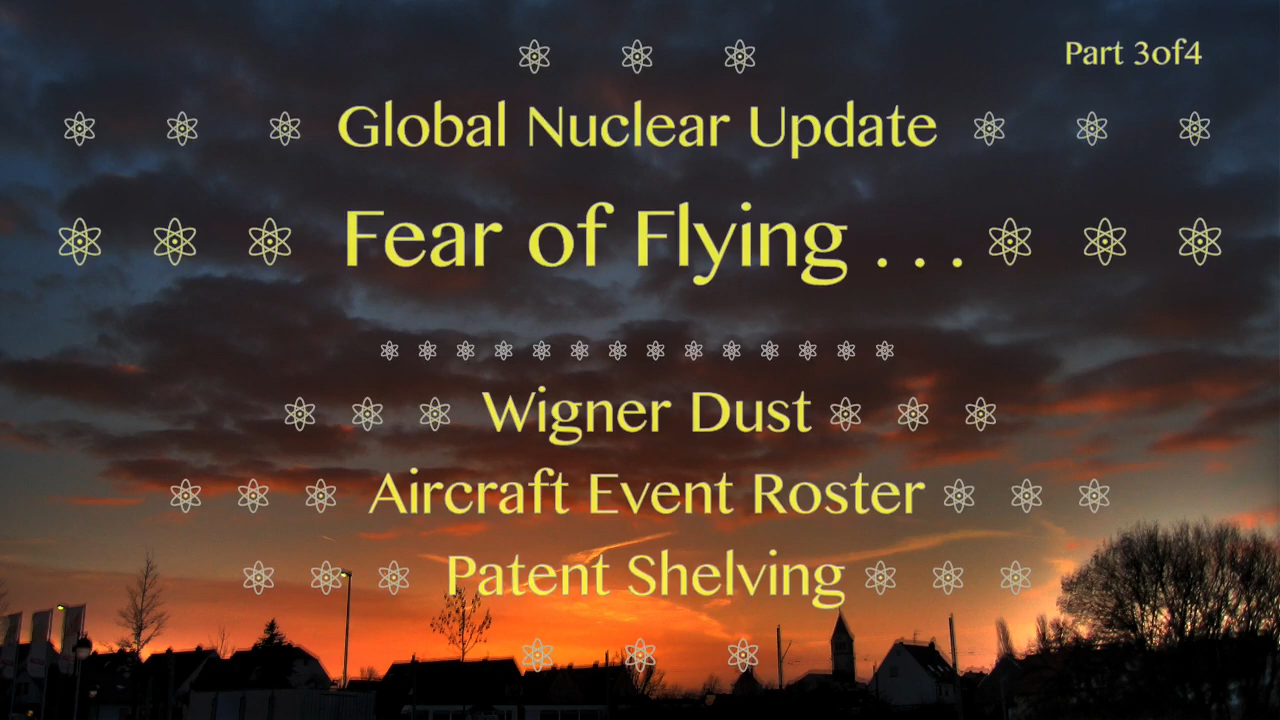 Part 3of4
Global Nuclear Update
Fear of Flying . . .
Wigner Dust
Aircraft Event Roster
Patent Shelving